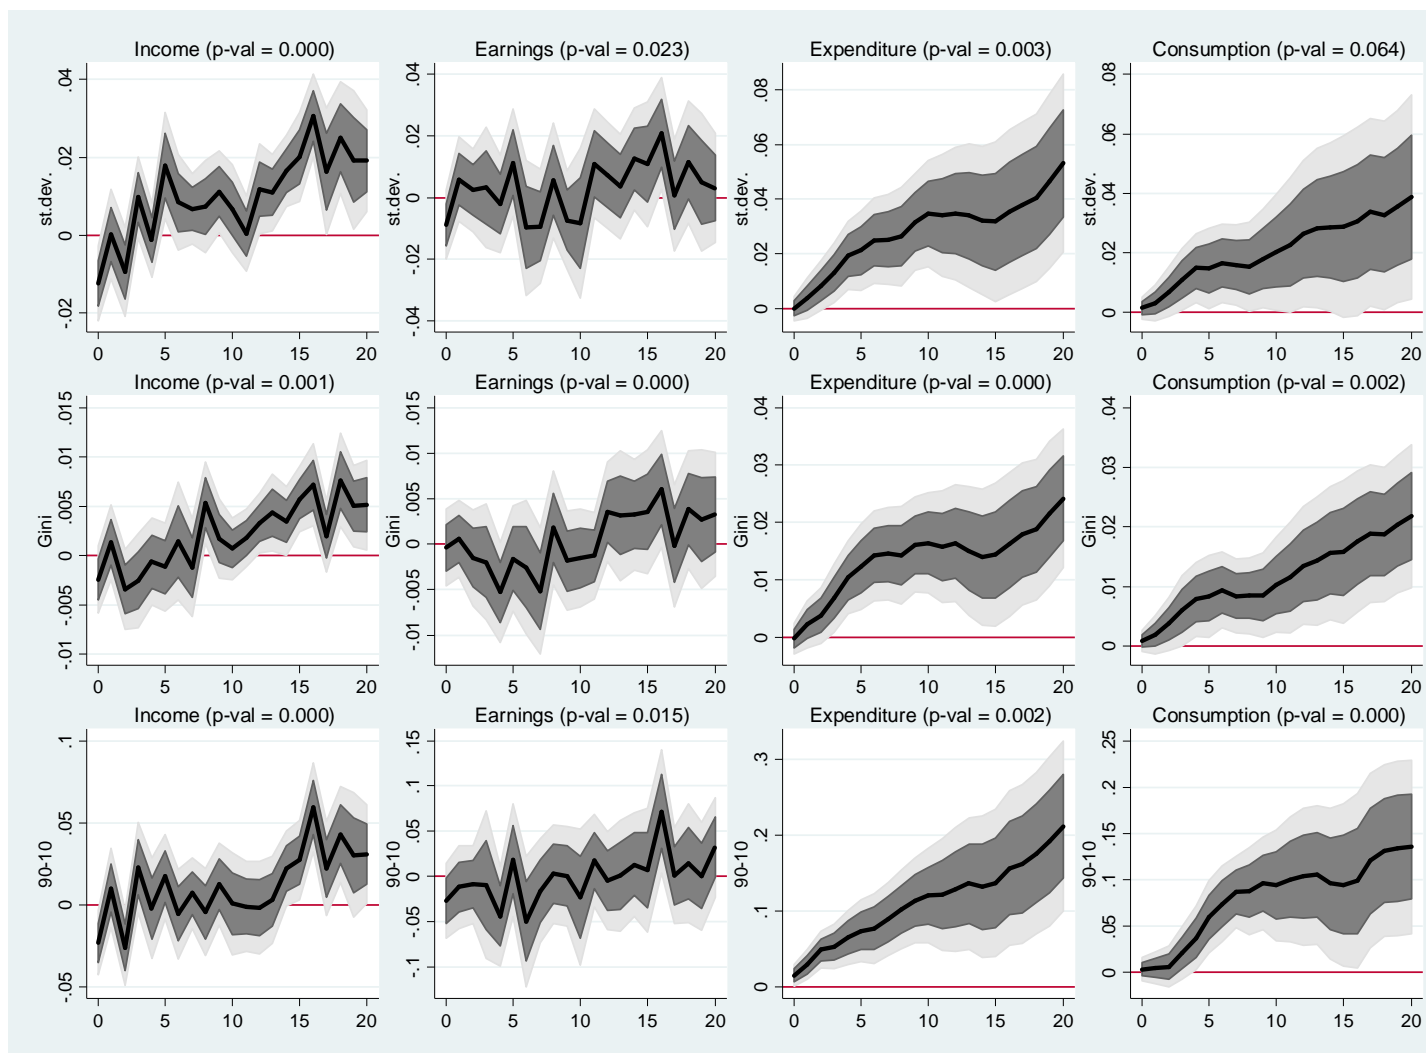 Income (p-val = 0.000)
Earnings (p-val = 0.023)
Expenditure (p-val = 0.003)
Consumption (p-val = 0.064)
st.dev.
-.02 0 .02 .04
0 5 10 15 20
st.dev.
-.04 -.02 0 .02 .04
0 5 10 15 20
st.dev.
0 .02 .04 .06 .08
0 5 10 15 20
st.dev.
0 .02 .04 .06 .08
0 5 10 15 20
Income (p-val = 0.001)
Earnings (p-val = 0.000)
Expenditure (p-val = 0.000)
Consumption (p-val = 0.002)
Gini
-.01 -.005 0 .005 .01 .015
0 5 10 15 20
Gini
-.01 -.005 0 .005 .01 .015
0 5 10 15 20
Gini
0 .01 .02 .03 .04
0 5 10 15 20
Gini
0 .01 .02 .03 .04
0 5 10 15 20
Income (p-val = 0.000)
Earnings (p-val = 0.015)
Expenditure (p-val = 0.002)
Consumption (p-val = 0.000)
90-10
-.05 0 .05 .1
0 5 10 15 20
90-10
-.1 -.05 0 .05 .1 .15
0 5 10 15 20
90-10
0 .1 .2 .3
0 5 10 15 20
90-10
0 .05 .1 .15 .2 .25
0 5 10 15 20